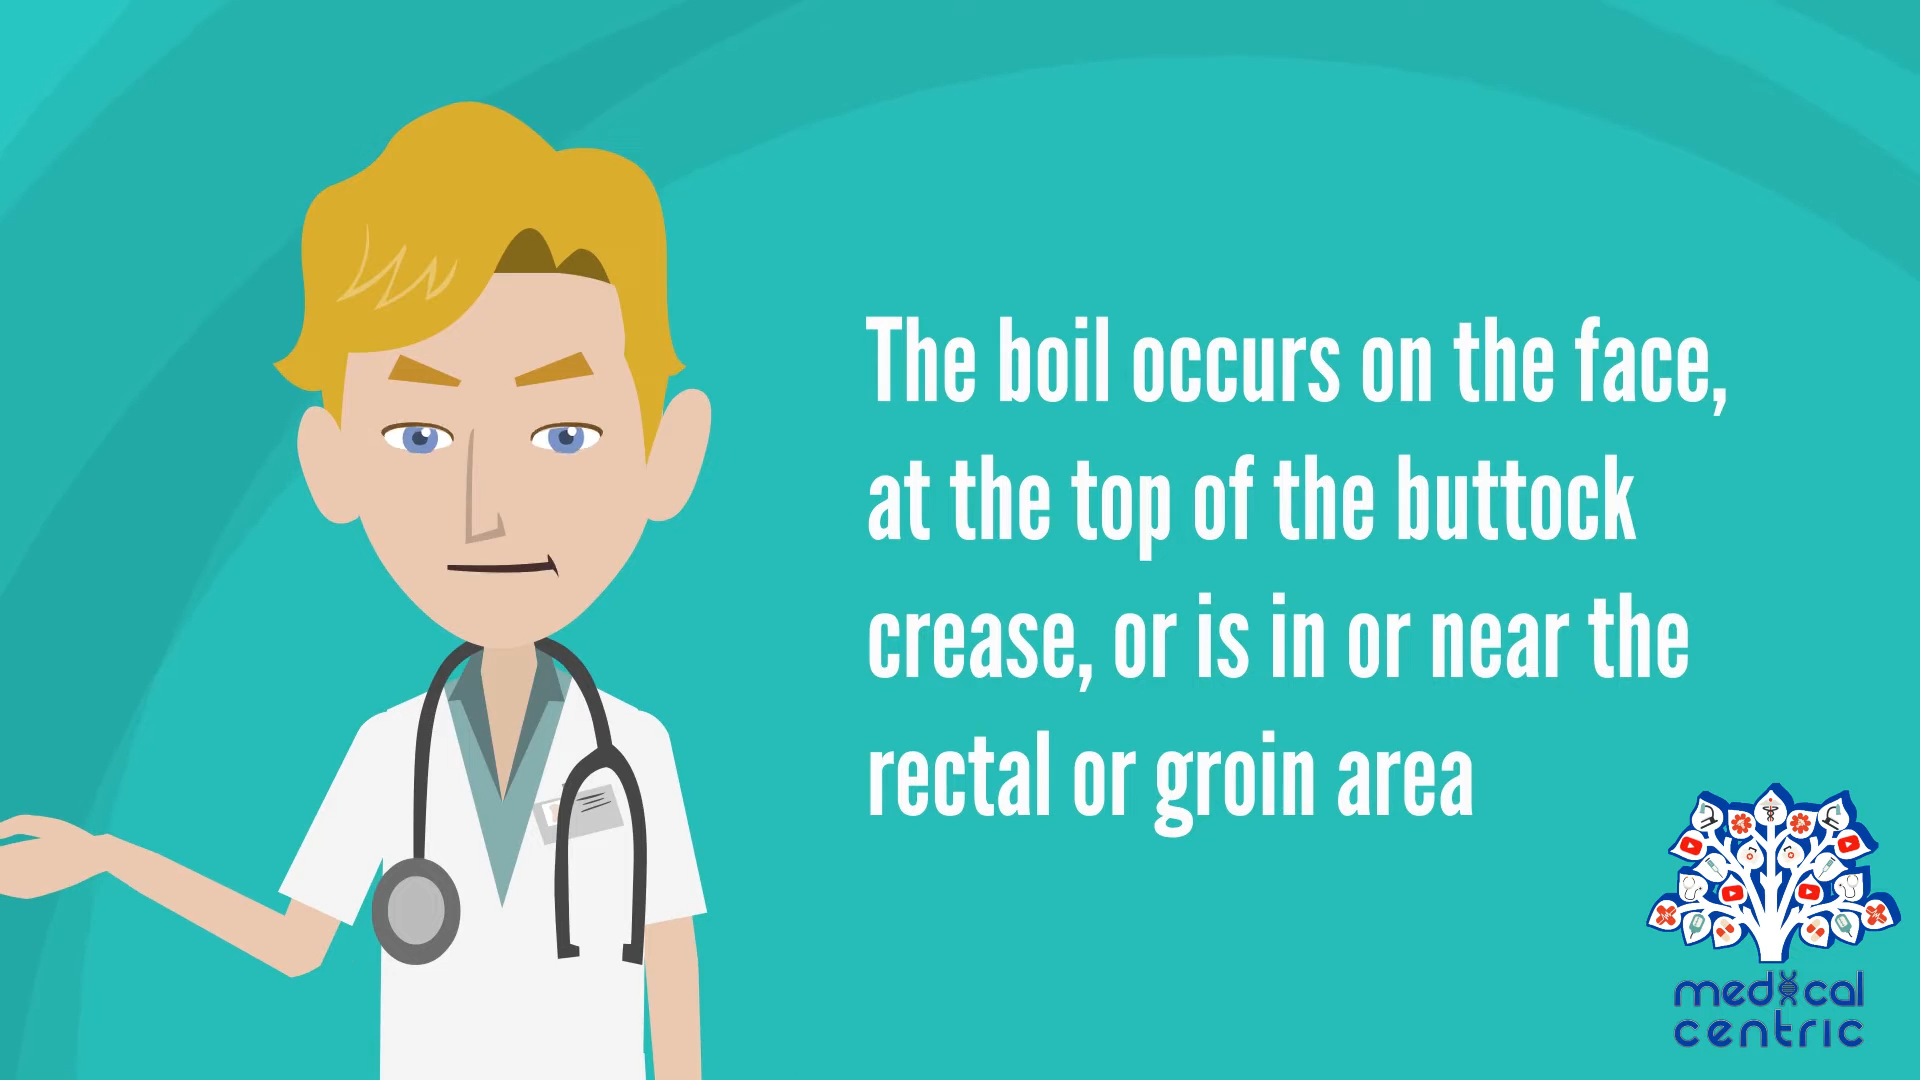 The boil occurs on the face,
at the top of the buttock
crease, or is in or near the
rectal or groin area
medical
centric